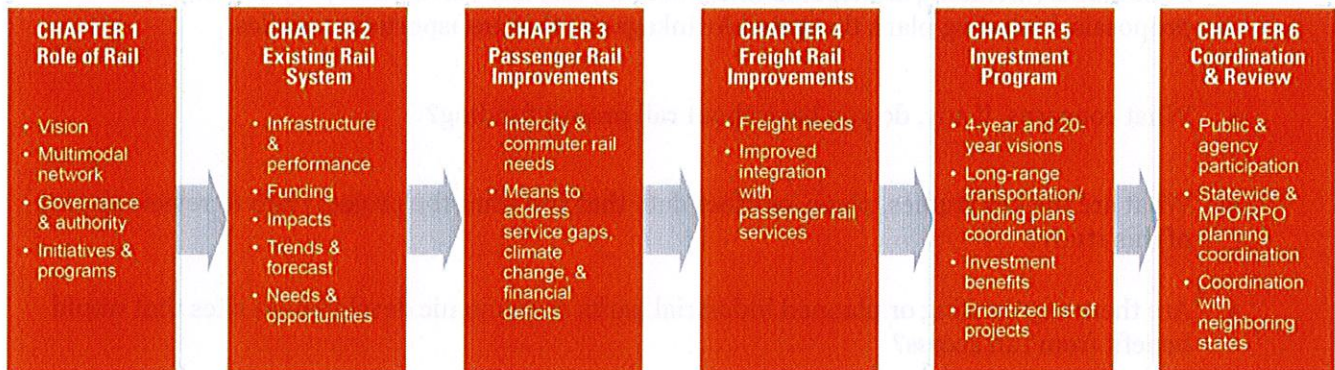 CHAPTER 1
Role of Rail
• Vision
• Multimodal
network
• Governance
& authority
• Initiatives &
programs
CHAPTER 2
Existing Rail
System
• Infrastructure
&
performance
• Funding
• Impacts
• Trends &
forecast
• Needs &
opportunities
CHAPTER 3
Passenger Rail
Improvements
• Intercity &
commuter rail
needs
• Means to
address
service gaps,
climate
change, &
financial
deficits
CHAPTER 4
Freight Rail
Improvements
• Freight needs
• Improved
integration
with
passenger rail
services
CHAPTER 5
Investment
Program
• 4-year and 20-
year visions
• Long-range
transportation/
funding plans
coordination
• Investment
benefits
• Prioritized list of
projects
CHAPTER 6
Coordination
& Review
• Public &
agency
participation
• Statewide &
MPO/RPO
planning
coordination
• Coordination
with
neighboring
states